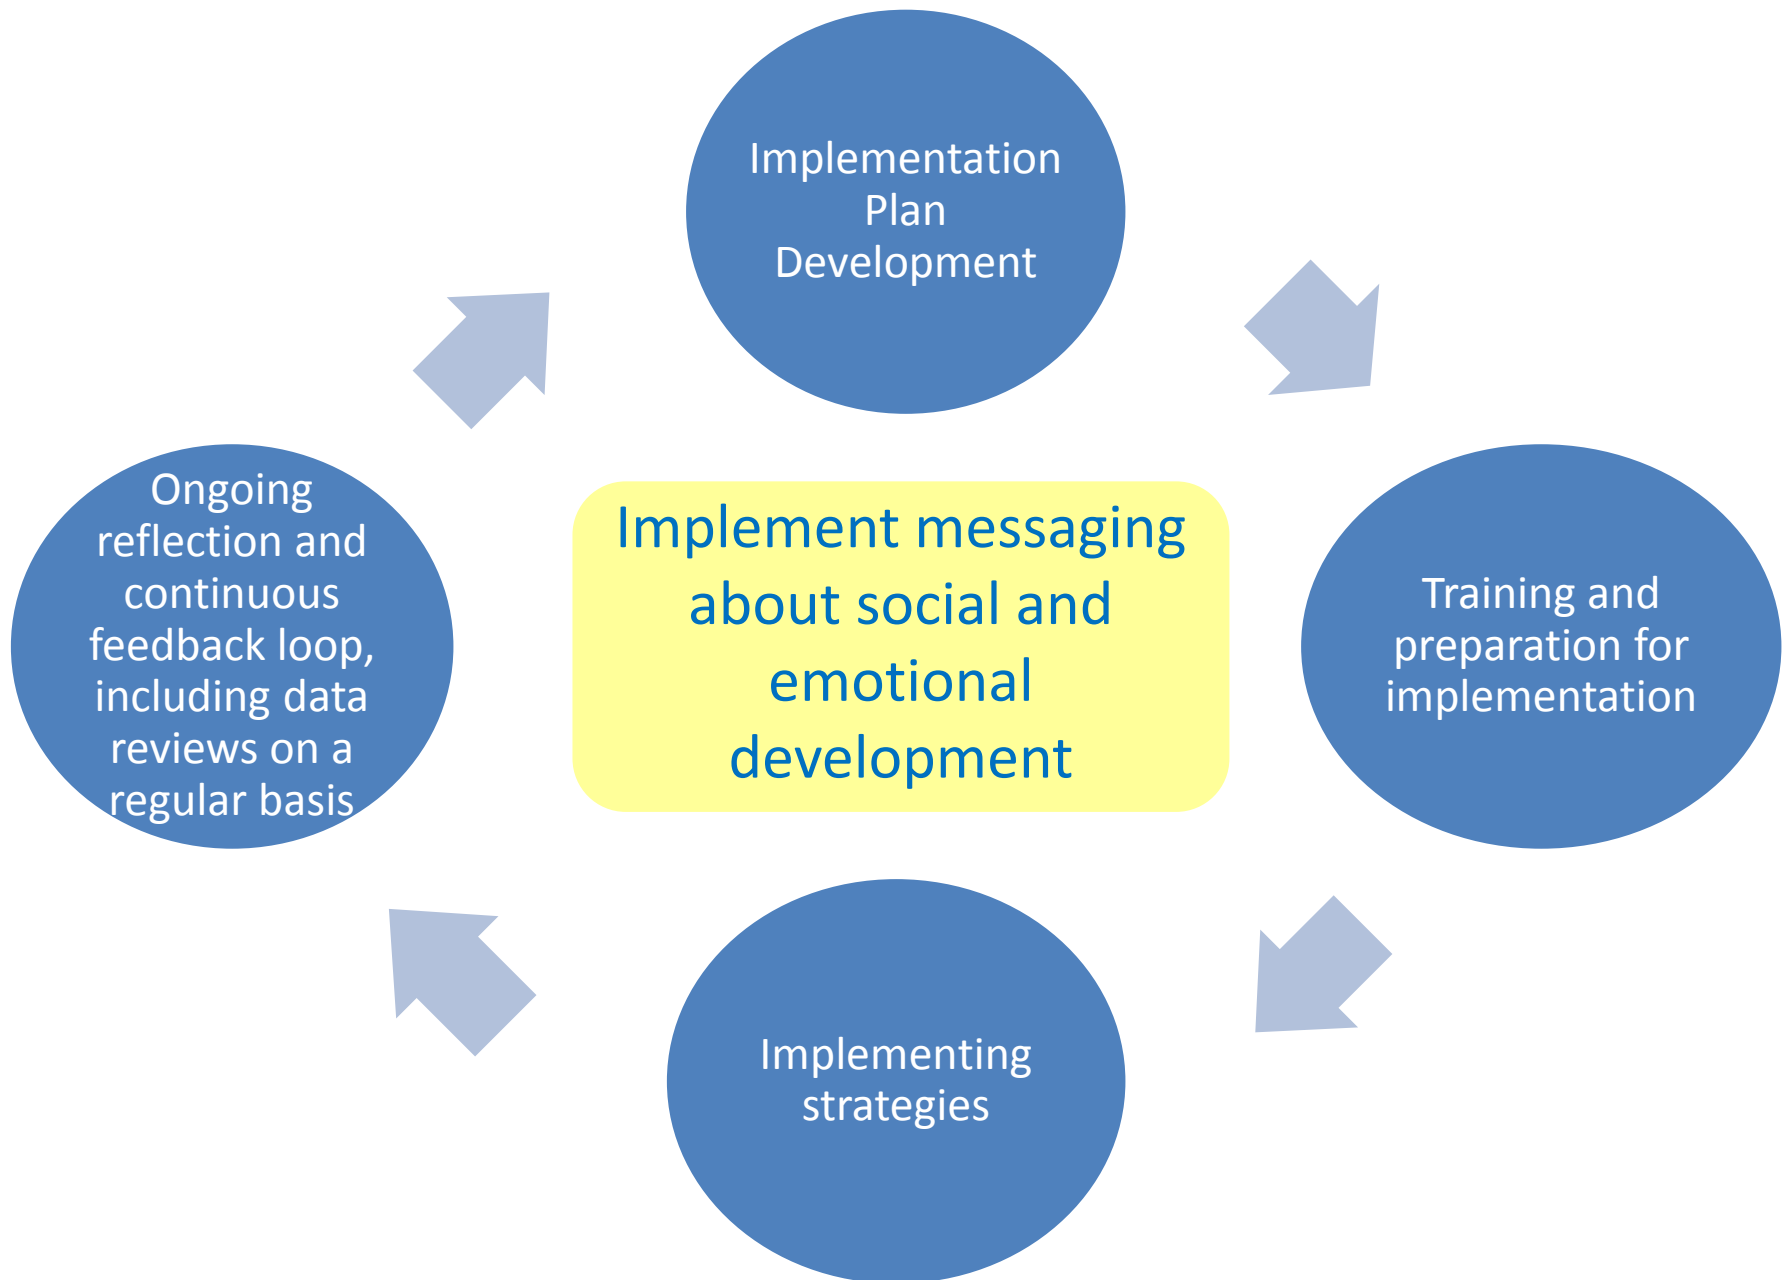 Implementation
Plan
Development
Ongoing
reflection and
continuous
feedback loop,
including data
reviews on a
regular basis
Implement messaging
about social and
emotional
development
Training and
preparation for
implementation
Implementing
strategies